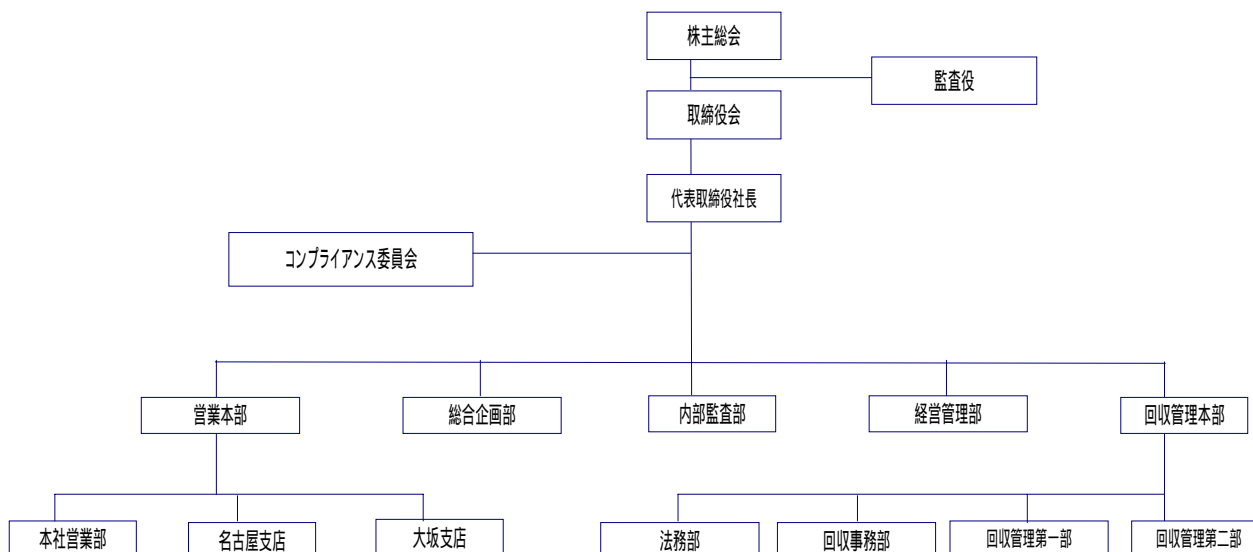 株主総会
監査役
取締役会
代表取締役社長
コンプライアンス委員会
営業本部
総合企画部
内部監査部
経営管理部
回収管理本部
本社営業部
名古屋支店
大坂支店
法務部
回収事務部
回収管理第一部
回収管理第二部